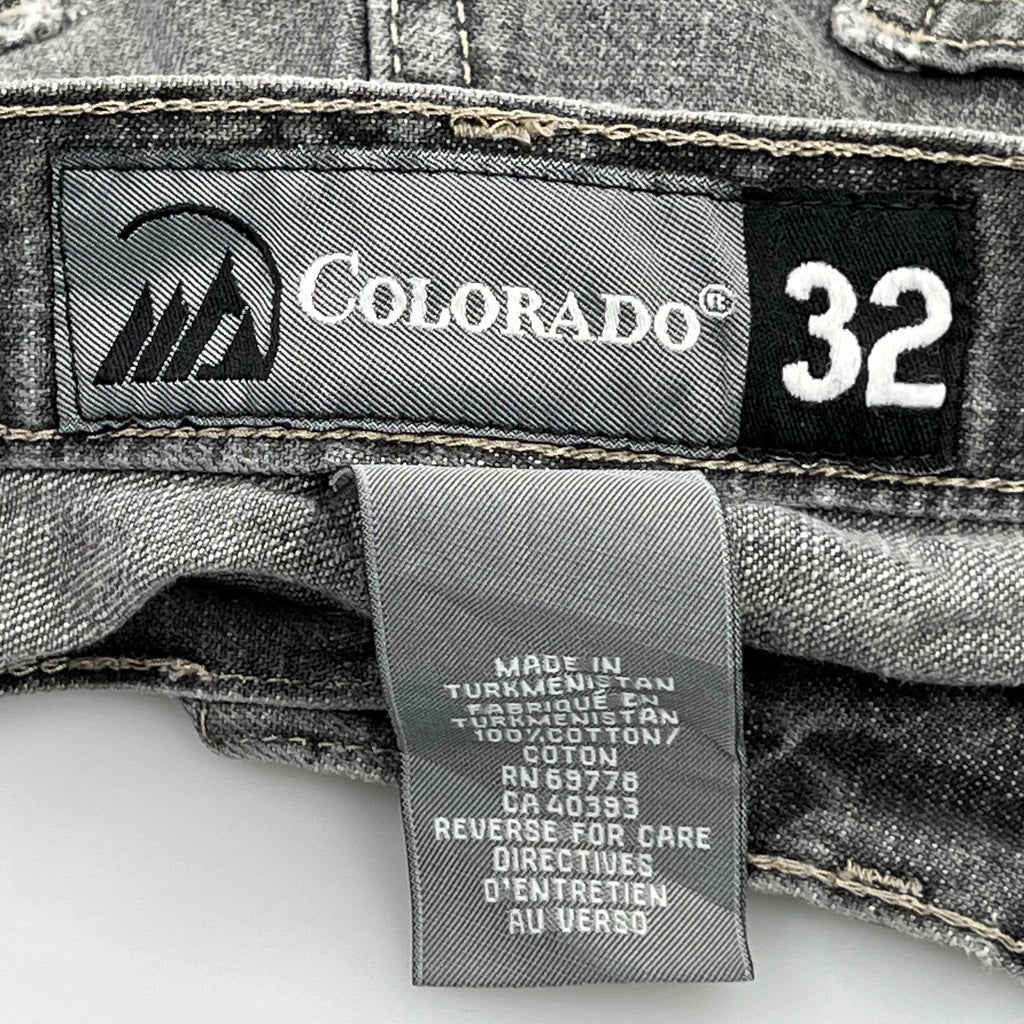 COLORADO® 32
MADE IN
TURKMENISTAN
FABRIQUÉ EN
TURKMENISTAN
100% COTTON/
COTON
RN 69778
CA 40393
REVERSE FOR CARE
DIRECTIVES
D'ENTRETIEN
AU VERSO